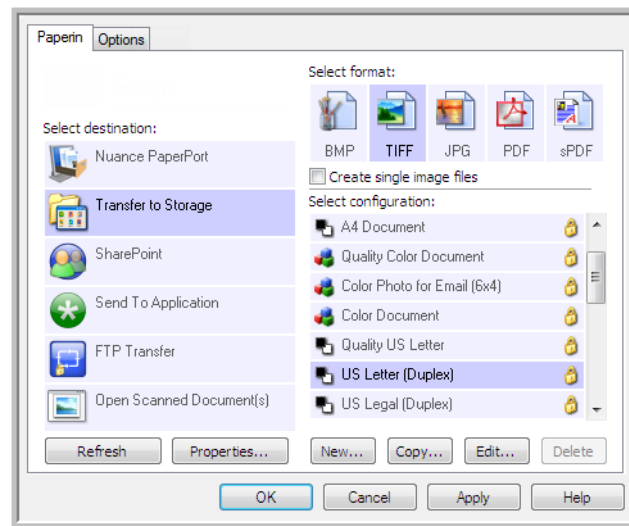 Paperin
Options
Select destination:
Nuance PaperPort
Transfer to Storage
SharePoint
Send To Application
FTP Transfer
Open Scanned Document(s)
Refresh
Properties...
Select format:
BMP
TIFF
JPG
PDF
sPDF
Create single image files
Select configuration:
A4 Document
Quality Color Document
Color Photo for Email (6x4)
Color Document
Quality US Letter
US Letter (Duplex)
US Legal (Duplex)
New...
Copy...
Edit...
Delete
OK
Cancel
Apply
Help